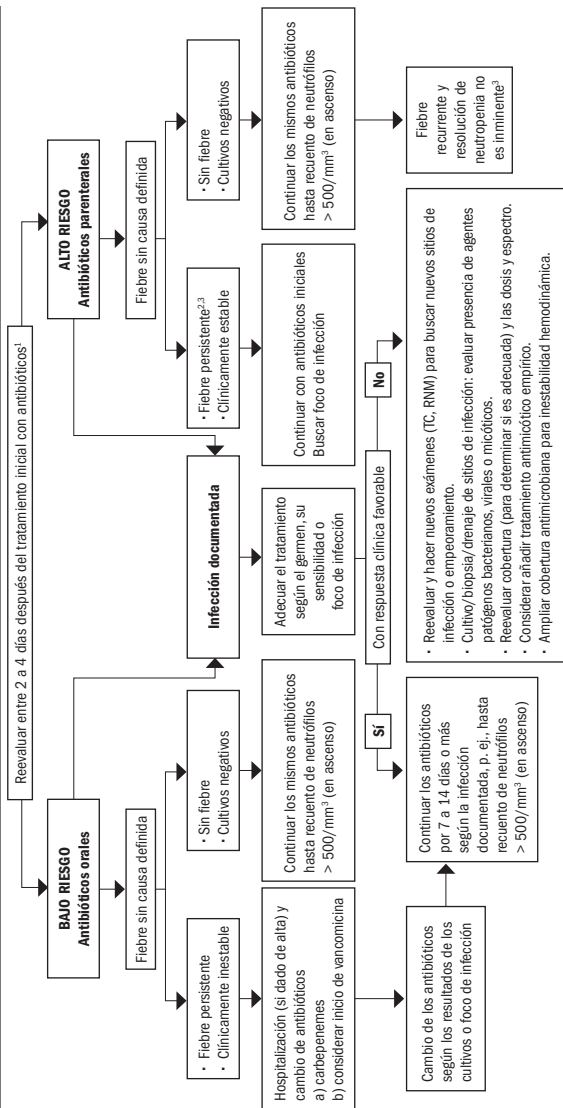 Reevaluar entre 2 a 4 días después del tratamiento inicial con antibióticos¹
BAJO RIESGO
Antibióticos orales
Fiebre sin causa definida
· Fiebre persistente
· Clínicamente inestable
Hospitalización (si dado de alta) y
cambio de antibióticos
a) carbepenemes
b) considerar inicio de vancomicina
Cambio de los antibióticos
según los resultados de los
cultivos o foco de infección
· Sin fiebre
· Cultivos negativos
Continuar los mismos antibióticos
hasta recuento de neutrófilos
> 500/mm³ (en ascenso)
Infección documentada
Adecuar el tratamiento
según el germen, su
sensibilidad o
foco de infección
Con respuesta clínica favorable
Sí
Continuar los antibióticos
por 7 a 14 días o más
según la infección
documentada, p. ej., hasta
recuento de neutrófilos
> 500/mm³ (en ascenso)
No
· Reevaluar y hacer nuevos exámenes (TC, RNM) para buscar nuevos sitios de
infección o empeoramiento.
· Cultivo/biopsia/drenaje de sitios de infección: evaluar presencia de agentes
patógenos bacterianos, virales o micóticos.
· Reevaluar cobertura (para determinar si es adecuada) y las dosis y espectro.
· Considerar añadir tratamiento antimicótico empírico.
· Ampliar cobertura antimicrobiana para inestabilidad hemodinámica.
ALTO RIESGO
Antibióticos parenterales
Fiebre sin causa definida
· Fiebre persistente²,³
· Clínicamente estable
Continuar con antibióticos iniciales
Buscar foco de infección
· Sin fiebre
· Cultivos negativos
Continuar los mismos antibióticos
hasta recuento de neutrófilos
> 500/mm³ (en ascenso)
Fiebre
recurrente y
resolución de
neutropenia no
es inminente³